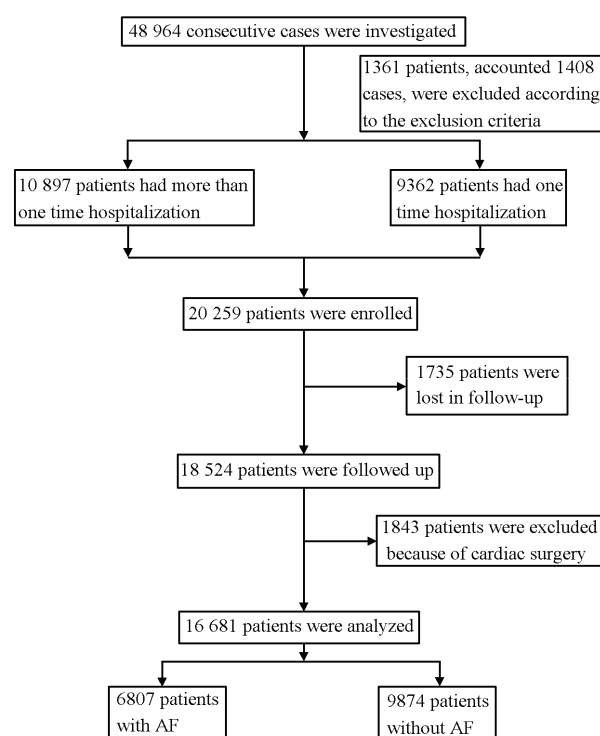 48 964 consecutive cases were investigated
1361 patients, accounted 1408
cases, were excluded according
to the exclusion criteria
10 897 patients had more than
one time hospitalization
9362 patients had one
time hospitalization
20 259 patients were enrolled
1735 patients were
lost in follow-up
18 524 patients were followed up
1843 patients were excluded
because of cardiac surgery
16 681 patients were analyzed
6807 patients
with AF
9874 patients
without AF